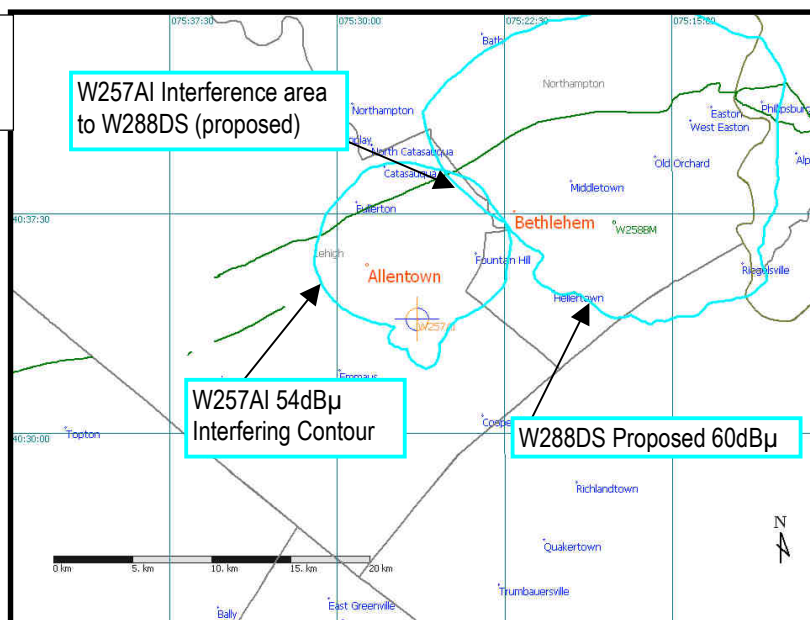 075:37:30 075:30:00 075:22:30 075:15:00
Bath
W257AI Interference area
to W288DS (proposed)
Northampton
Northampton
Phillipsburg
Easton
West Easton
North Catasauqua
Catasauqua
Old Orchard
Middletown
Fullerton
40:37:30
Bethlehem
W258BM
Lehigh
Fountain Hill
Allentown
Riegelsville
Hellertown
W257AI
Emmaus
W257AI 54dBµ
Interfering Contour
W288DS Proposed 60dBµ
40:30:00
Topton
Richlandtown
N
Quakertown
0 km 5. km 10. km 15. km 20 km
Trumbauersville
East Greenville
Bally